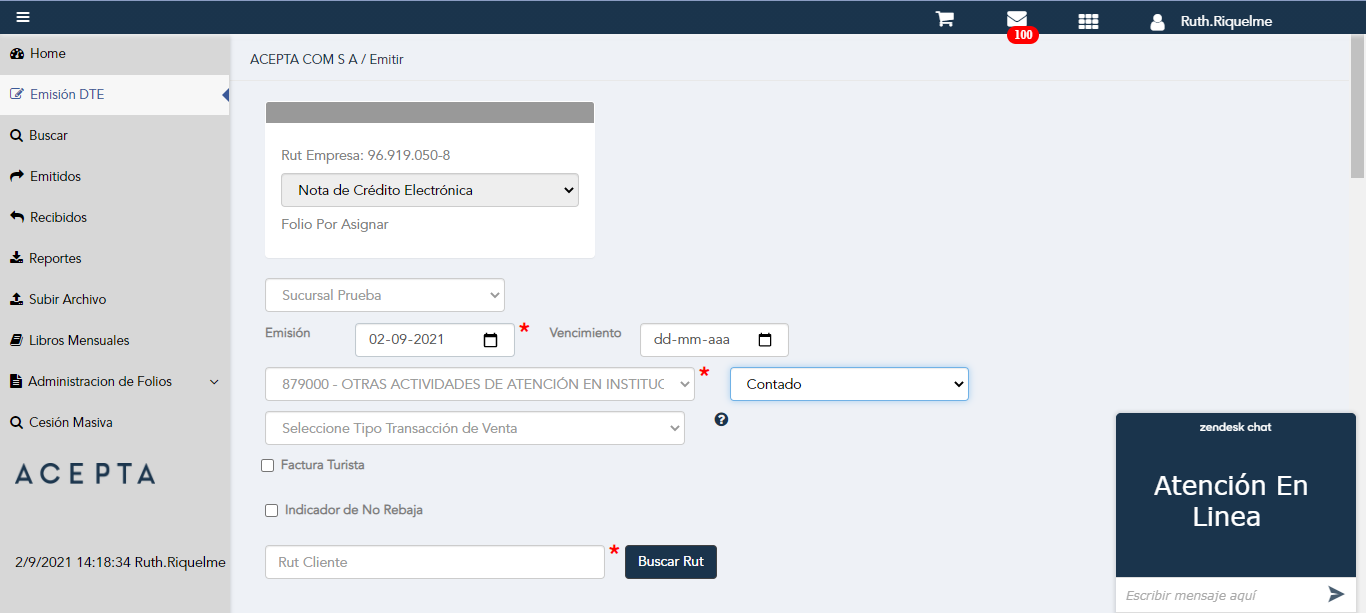 100
Ruth.Riquelme
Home
Emisión DTE
Buscar
Emitidos
Recibidos
Reportes
Subir Archivo
Libros Mensuales
Administracion de Folios
Cesión Masiva
ACEPTA
2/9/2021 14:18:34 Ruth.Riquelme
ACEPTA COM S A / Emitir
Rut Empresa: 96.919.050-8
Nota de Crédito Electrónica
Folio Por Asignar
Sucursal Prueba
Emisión 02-09-2021 * Vencimiento dd-mm-aaa
879000 - OTRAS ACTIVIDADES DE ATENCIÓN EN INSTITUC * Contado
Seleccione Tipo Transacción de Venta
Factura Turista
Indicador de No Rebaja
Rut Cliente * Buscar Rut
zendesk chat
Atención En
Linea
Escribir mensaje aquí